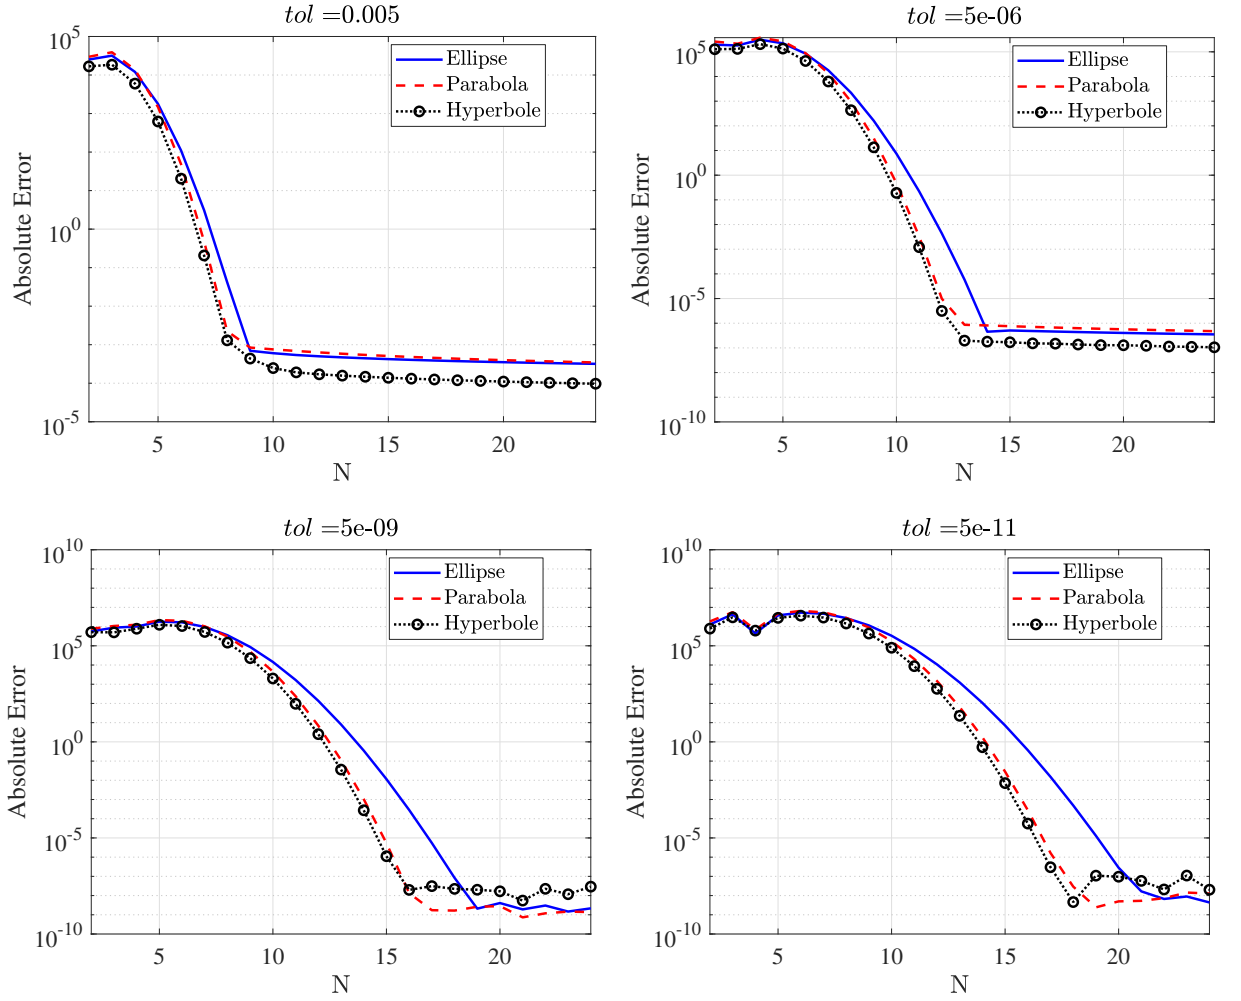 tol =0.005
10^5
10^0
10^-5
Absolute Error
5
10
15
20
N
Ellipse
Parabola
Hyperbole
tol =5e-06
10^5
10^0
10^-5
10^-10
Absolute Error
5
10
15
20
N
Ellipse
Parabola
Hyperbole
tol =5e-09
10^10
10^5
10^0
10^-5
10^-10
Absolute Error
5
10
15
20
N
Ellipse
Parabola
Hyperbole
tol =5e-11
10^10
10^5
10^0
10^-5
10^-10
Absolute Error
5
10
15
20
N
Ellipse
Parabola
Hyperbole